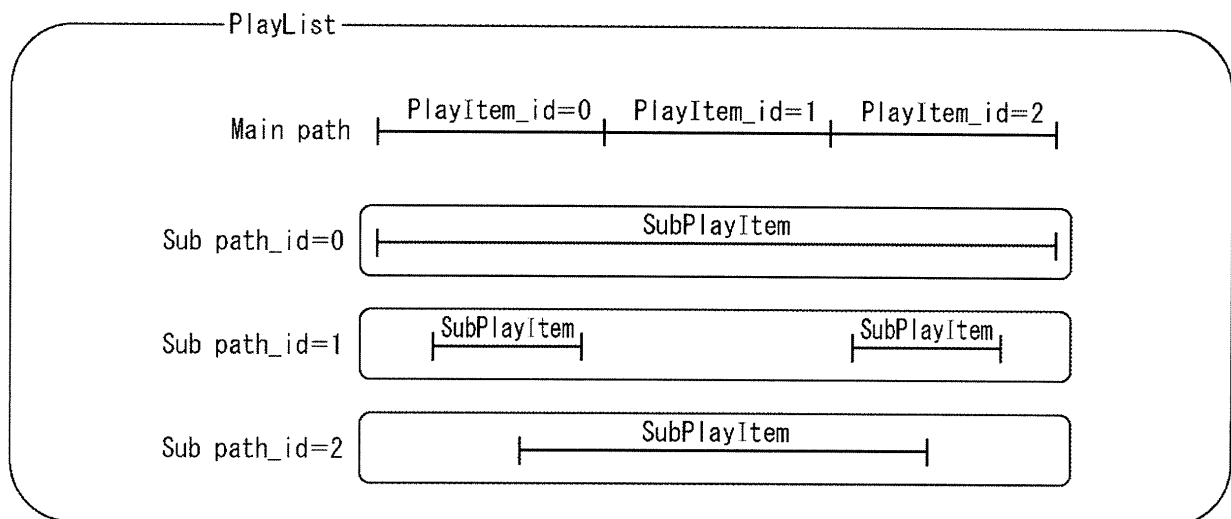 PlayList
PlayItem_id=0 PlayItem_id=1 PlayItem_id=2
Main path
SubPlayItem
Sub path_id=0
SubPlayItem SubPlayItem
Sub path_id=1
SubPlayItem
Sub path_id=2